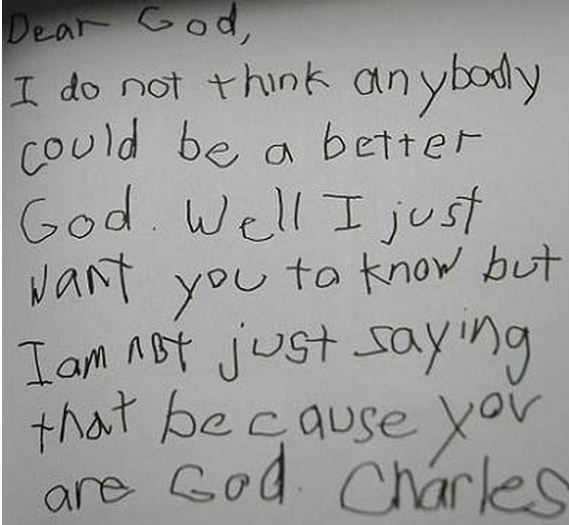 Dear God,
I do not think anybody
could be a better
God. Well I just
want you to know but
I am not just saying
that because you
are God. Charles